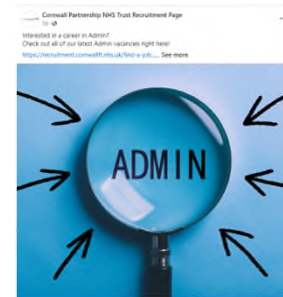 Cornwall Partnership NHS Trust Recruitment Page
Interested in a career in Admin?
Check out all of our latest Admin vacancies right here!
https://recruitment.cornwallft.nhs.uk/find-a-job..... See more
ADMIN